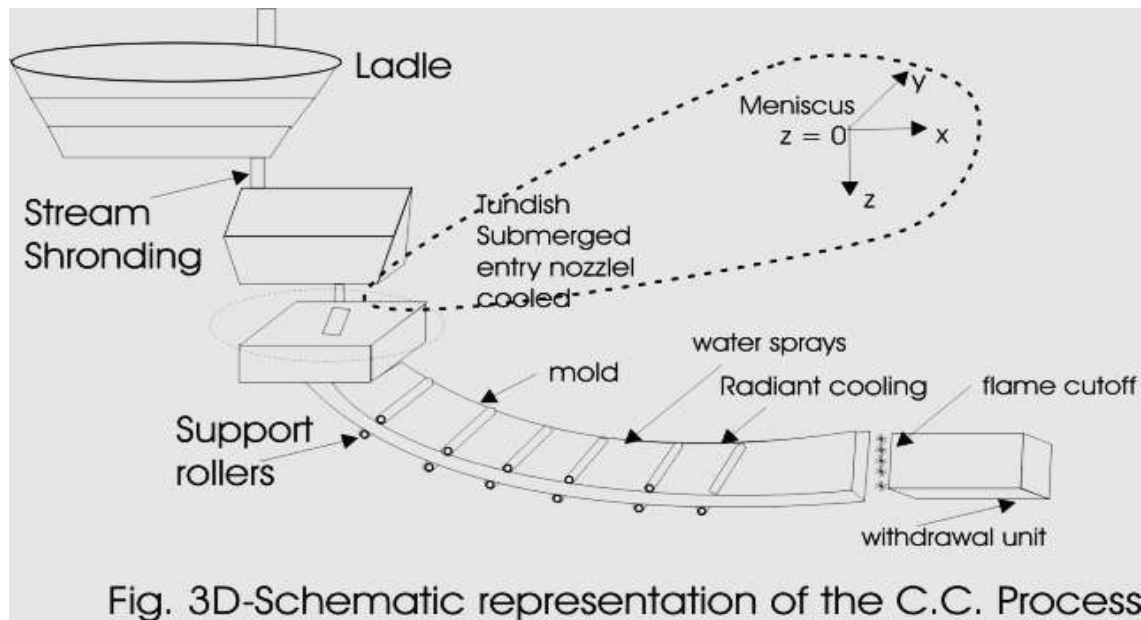 Ladle
Meniscus
y
z = 0
x
z
Stream
Shronding
Tundish
Submerged
entry nozzlel
cooled
water sprays
mold
Radiant cooling
flame cutoff
Support
rollers
withdrawal unit
Fig. 3D-Schematic representation of the C.C. Process